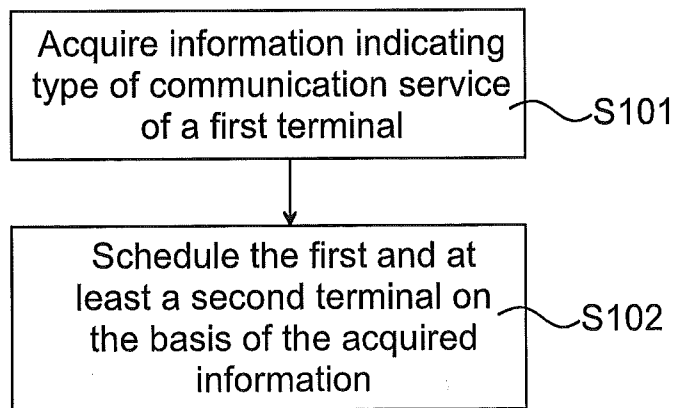 Acquire information indicating
type of communication service
of a first terminal
S101
Schedule the first and at
least a second terminal on
the basis of the acquired
information
S102